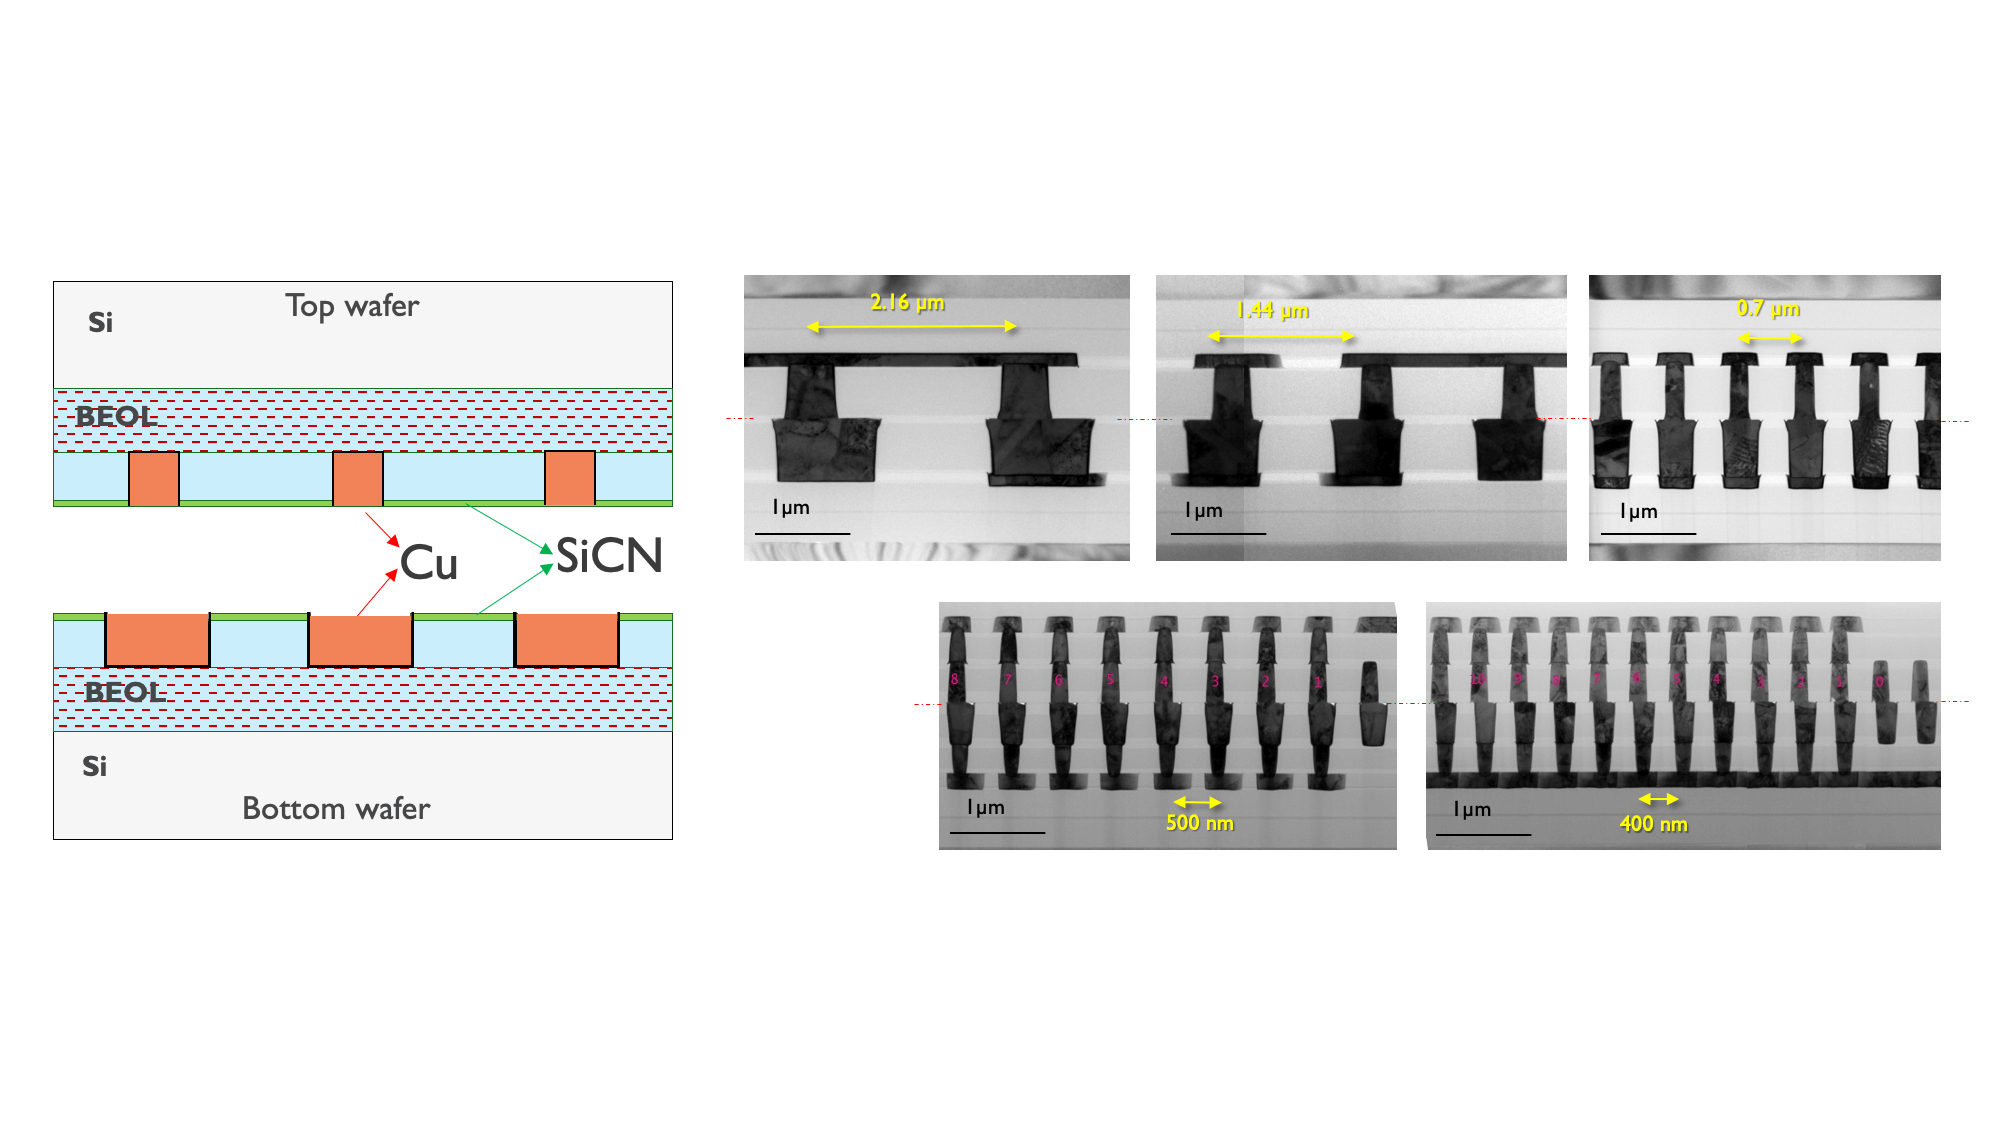 Top wafer
Si
BEOL
Cu
SiCN
BEOL
Si
Bottom wafer
2.16 µm
1 µm
1.44 µm
1 µm
0.7 µm
1 µm
8 7 6 5 4 3 2 1
1 µm
500 nm
10 9 8 7 6 5 4 3 2 1 0
1 µm
400 nm